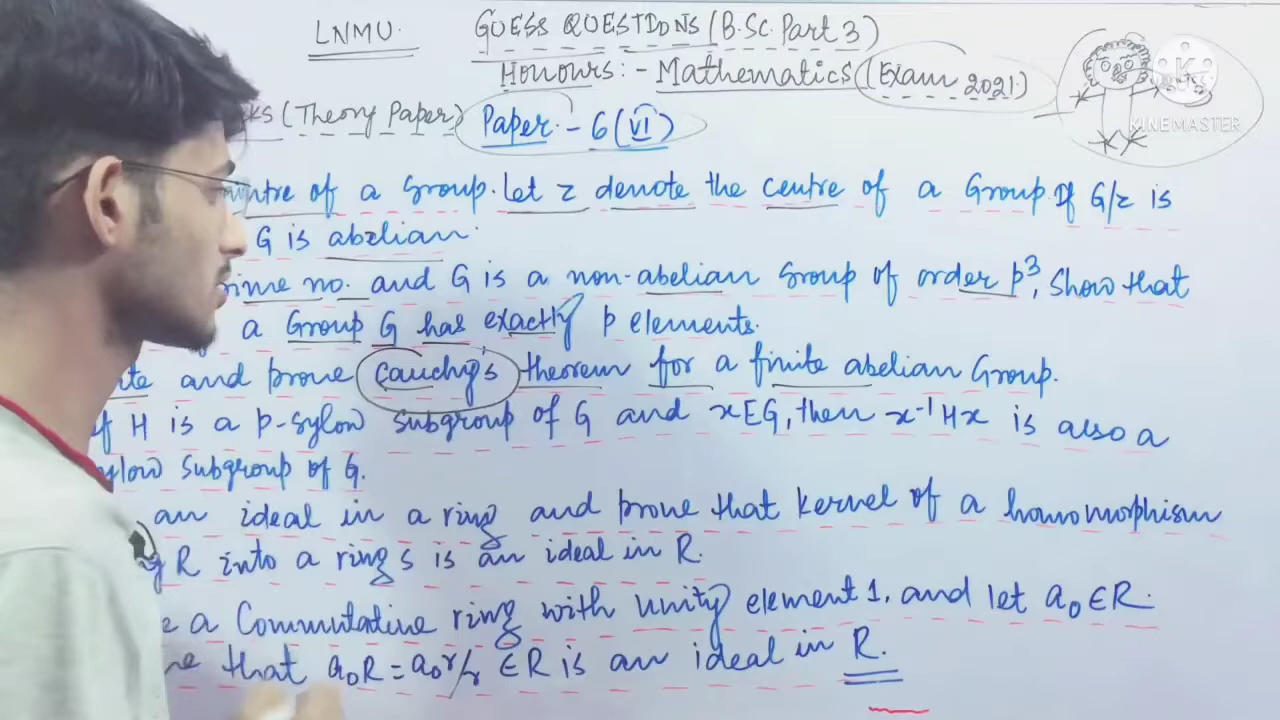 LNMU. GUESS QUESTIONS (B.Sc. Part 3)
Honours:- Mathematics (Exam 2021)
(Theory Paper) Paper - 6 (VI)
KINEMASTER
of a Group. Let z denote the centre of a Group. If G/z is
G is abelian.
no. and G is a non-abelian Group of order p³, Show that
a Group G has exactly p elements.
and prove Cauchy's theorem for a finite abelian Group.
H is a p-sylow subgroup of G and x∈G, then x⁻¹Hx is also a
subgroup of G.
an ideal in a ring and prove that kernel of a homomorphism
R into a ring S is an ideal in R.
a Commutative ring with unity element 1, and let a₀∈R.
that a₀R = a₀r/r ∈R is an ideal in R.